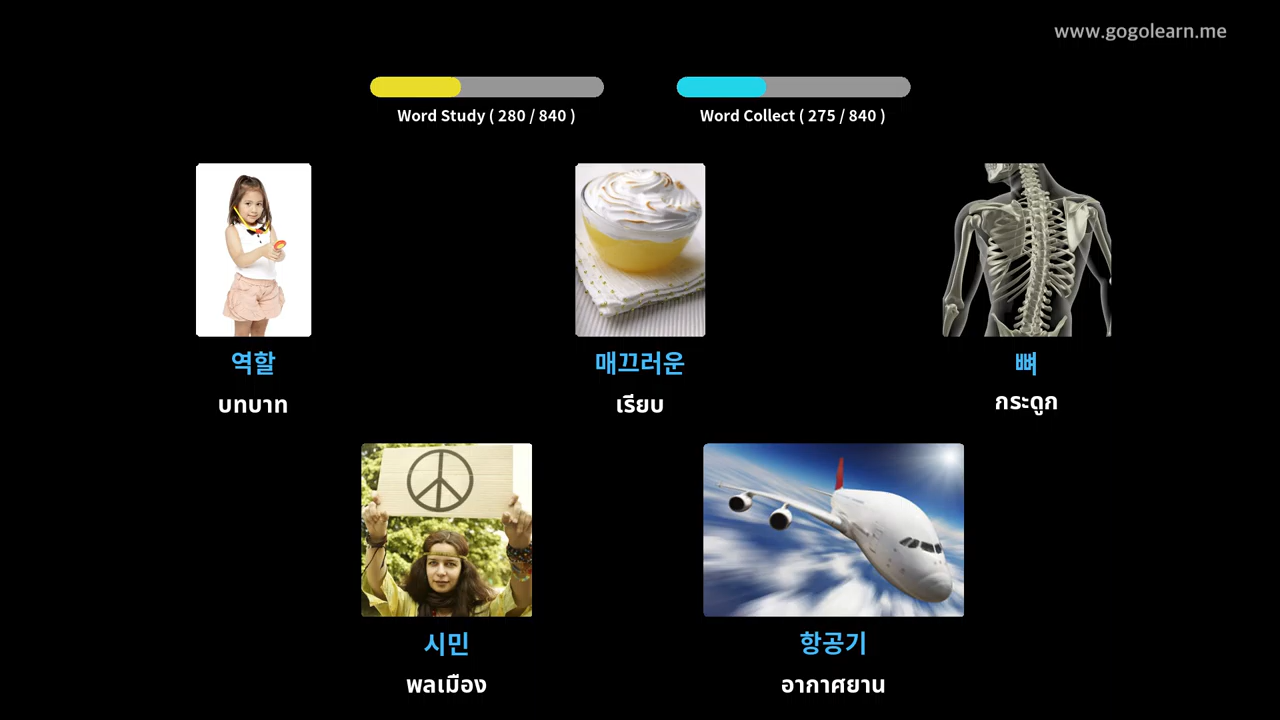 www.gogolearn.me
Word Study ( 280 / 840 )
Word Collect ( 275 / 840 )
역할
บทบาท
매끄러운
เรียบ
뼈
กระดูก
시민
พลเมือง
항공기
อากาศยาน